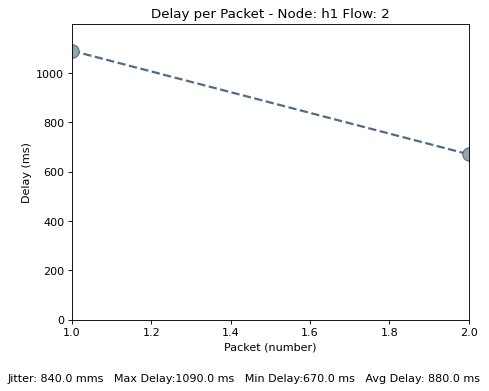 Delay per Packet - Node: h1 Flow: 2
1000
800
600
400
200
0
Delay (ms)
1.0 1.2 1.4 1.6 1.8 2.0
Packet (number)
Jitter: 840.0 mms Max Delay:1090.0 ms Min Delay:670.0 ms Avg Delay: 880.0 ms